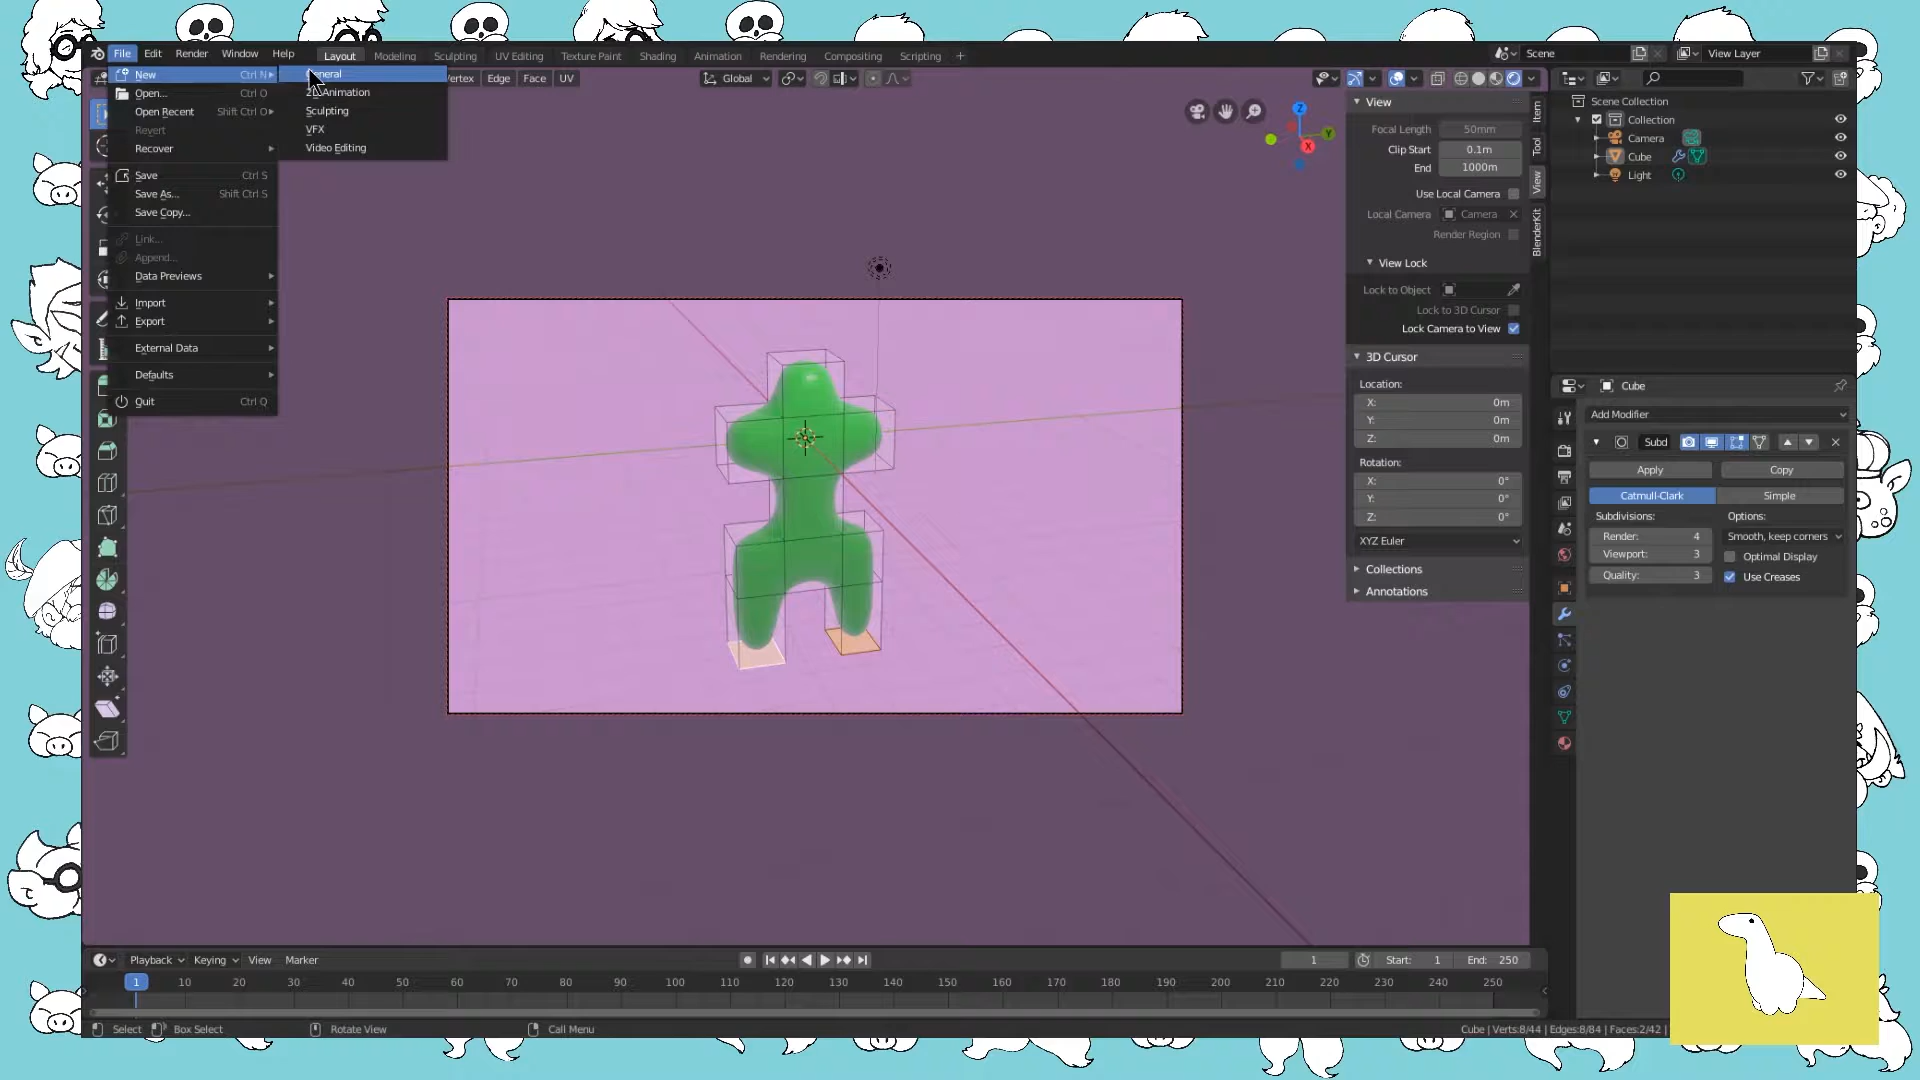 File Edit Render Window Help Layout Modeling Sculpting UV Editing Texture Paint Shading Animation Rendering Compositing Scripting + Scene View Layer
New Ctrl N
Open... Ctrl O
Open Recent Shift Ctrl O
Revert
Recover
Save Ctrl S
Save As... Shift Ctrl S
Save Copy...
Link...
Append...
Data Previews
Import
Export
External Data
Defaults
Quit Ctrl Q
General
2D Animation
Sculpting
VFX
Video Editing
Edge Face UV Global
View
Focal Length 50mm
Clip Start 0.1m
End 1000m
Use Local Camera
Local Camera Camera
Render Region
View Lock
Lock to Object
Lock to 3D Cursor
Lock Camera to View
3D Cursor
Location:
X: 0m
Y: 0m
Z: 0m
Rotation:
X: 0°
Y: 0°
Z: 0°
XYZ Euler
Collections
Annotations
Item
Tool
View
BlenderKit
Z
Y
X
Scene Collection
Collection
Camera
Cube
Light
Cube
Add Modifier
Subd
Apply Copy
Catmull-Clark Simple
Subdivisions: Options:
Render: 4 Smooth, keep corners
Viewport: 3 Optimal Display
Quality: 3 Use Creases
Playback Keying View Marker 1 Start: 1 End: 250
1 10 20 30 40 50 60 70 80 90 100 110 120 130 140 150 160 170 180 190 200 210 220 230 240 250
Select Box Select Rotate View Call Menu Cube | Verts:8/44 | Edges:8/84 | Faces:2/42 |